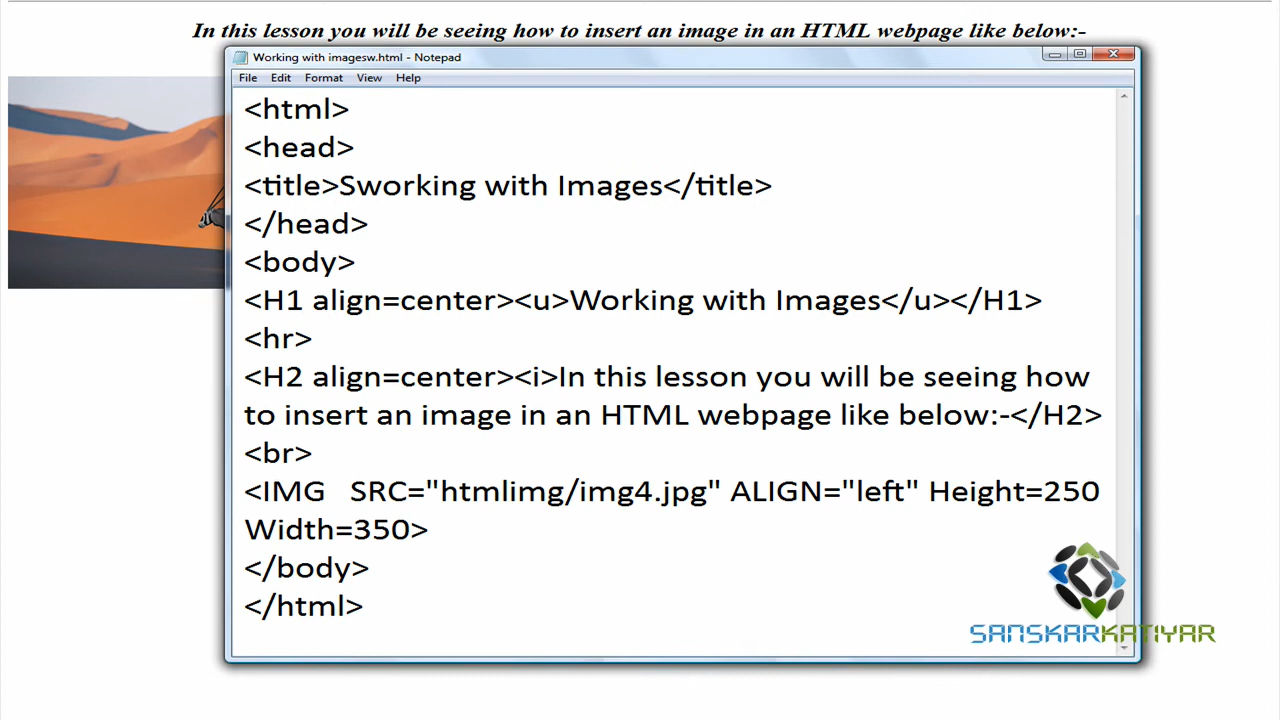 In this lesson you will be seeing how to insert an image in an HTML webpage like below:-
Working with imagesw.html - Notepad
File Edit Format View Help
<html>
<head>
<title>Sworking with Images</title>
</head>
<body>
<H1 align=center><u>Working with Images</u></H1>
<hr>
<H2 align=center><i>In this lesson you will be seeing how
to insert an image in an HTML webpage like below:-</H2>
<br>
<IMG   SRC="htmlimg/img4.jpg" ALIGN="left" Height=250
Width=350>
</body>
</html>
SANSKARKATIYAR